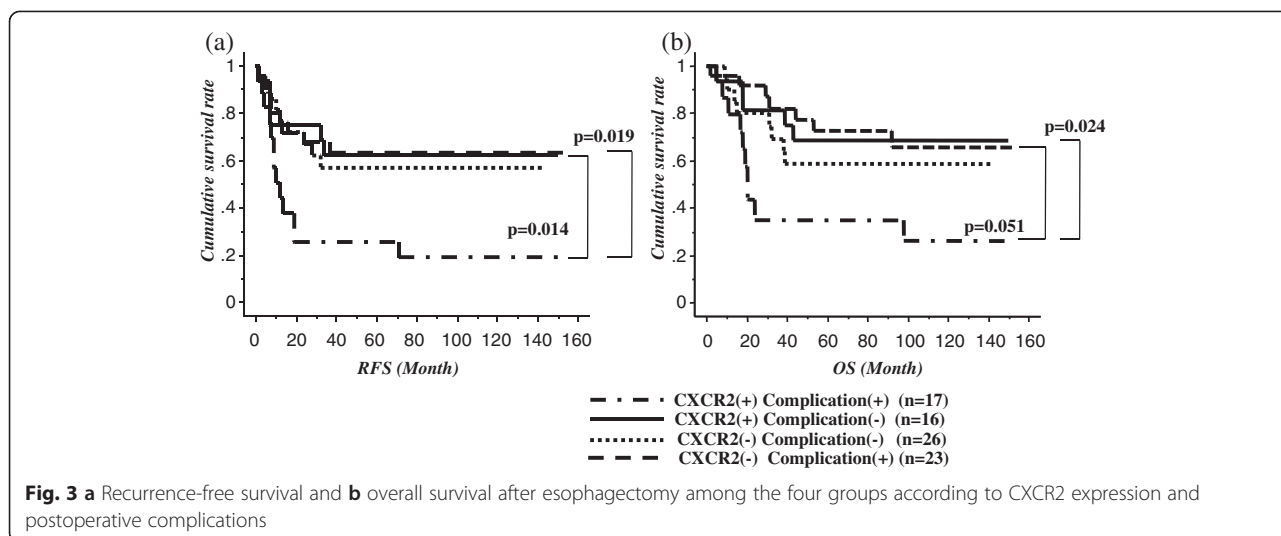 (a)
Cumulative survival rate
1
.8
.6
.4
.2
0
p=0.019
p=0.014
0 20 40 60 80 100 120 140 160
RFS (Month)
(b)
Cumulative survival rate
1
.8
.6
.4
.2
0
p=0.024
p=0.051
0 20 40 60 80 100 120 140 160
OS (Month)
CXCR2(+) Complication(+) (n=17)
CXCR2(+) Complication(-) (n=16)
CXCR2(-) Complication(-) (n=26)
CXCR2(-) Complication(+) (n=23)
Fig. 3 a Recurrence-free survival and b overall survival after esophagectomy among the four groups according to CXCR2 expression and
postoperative complications